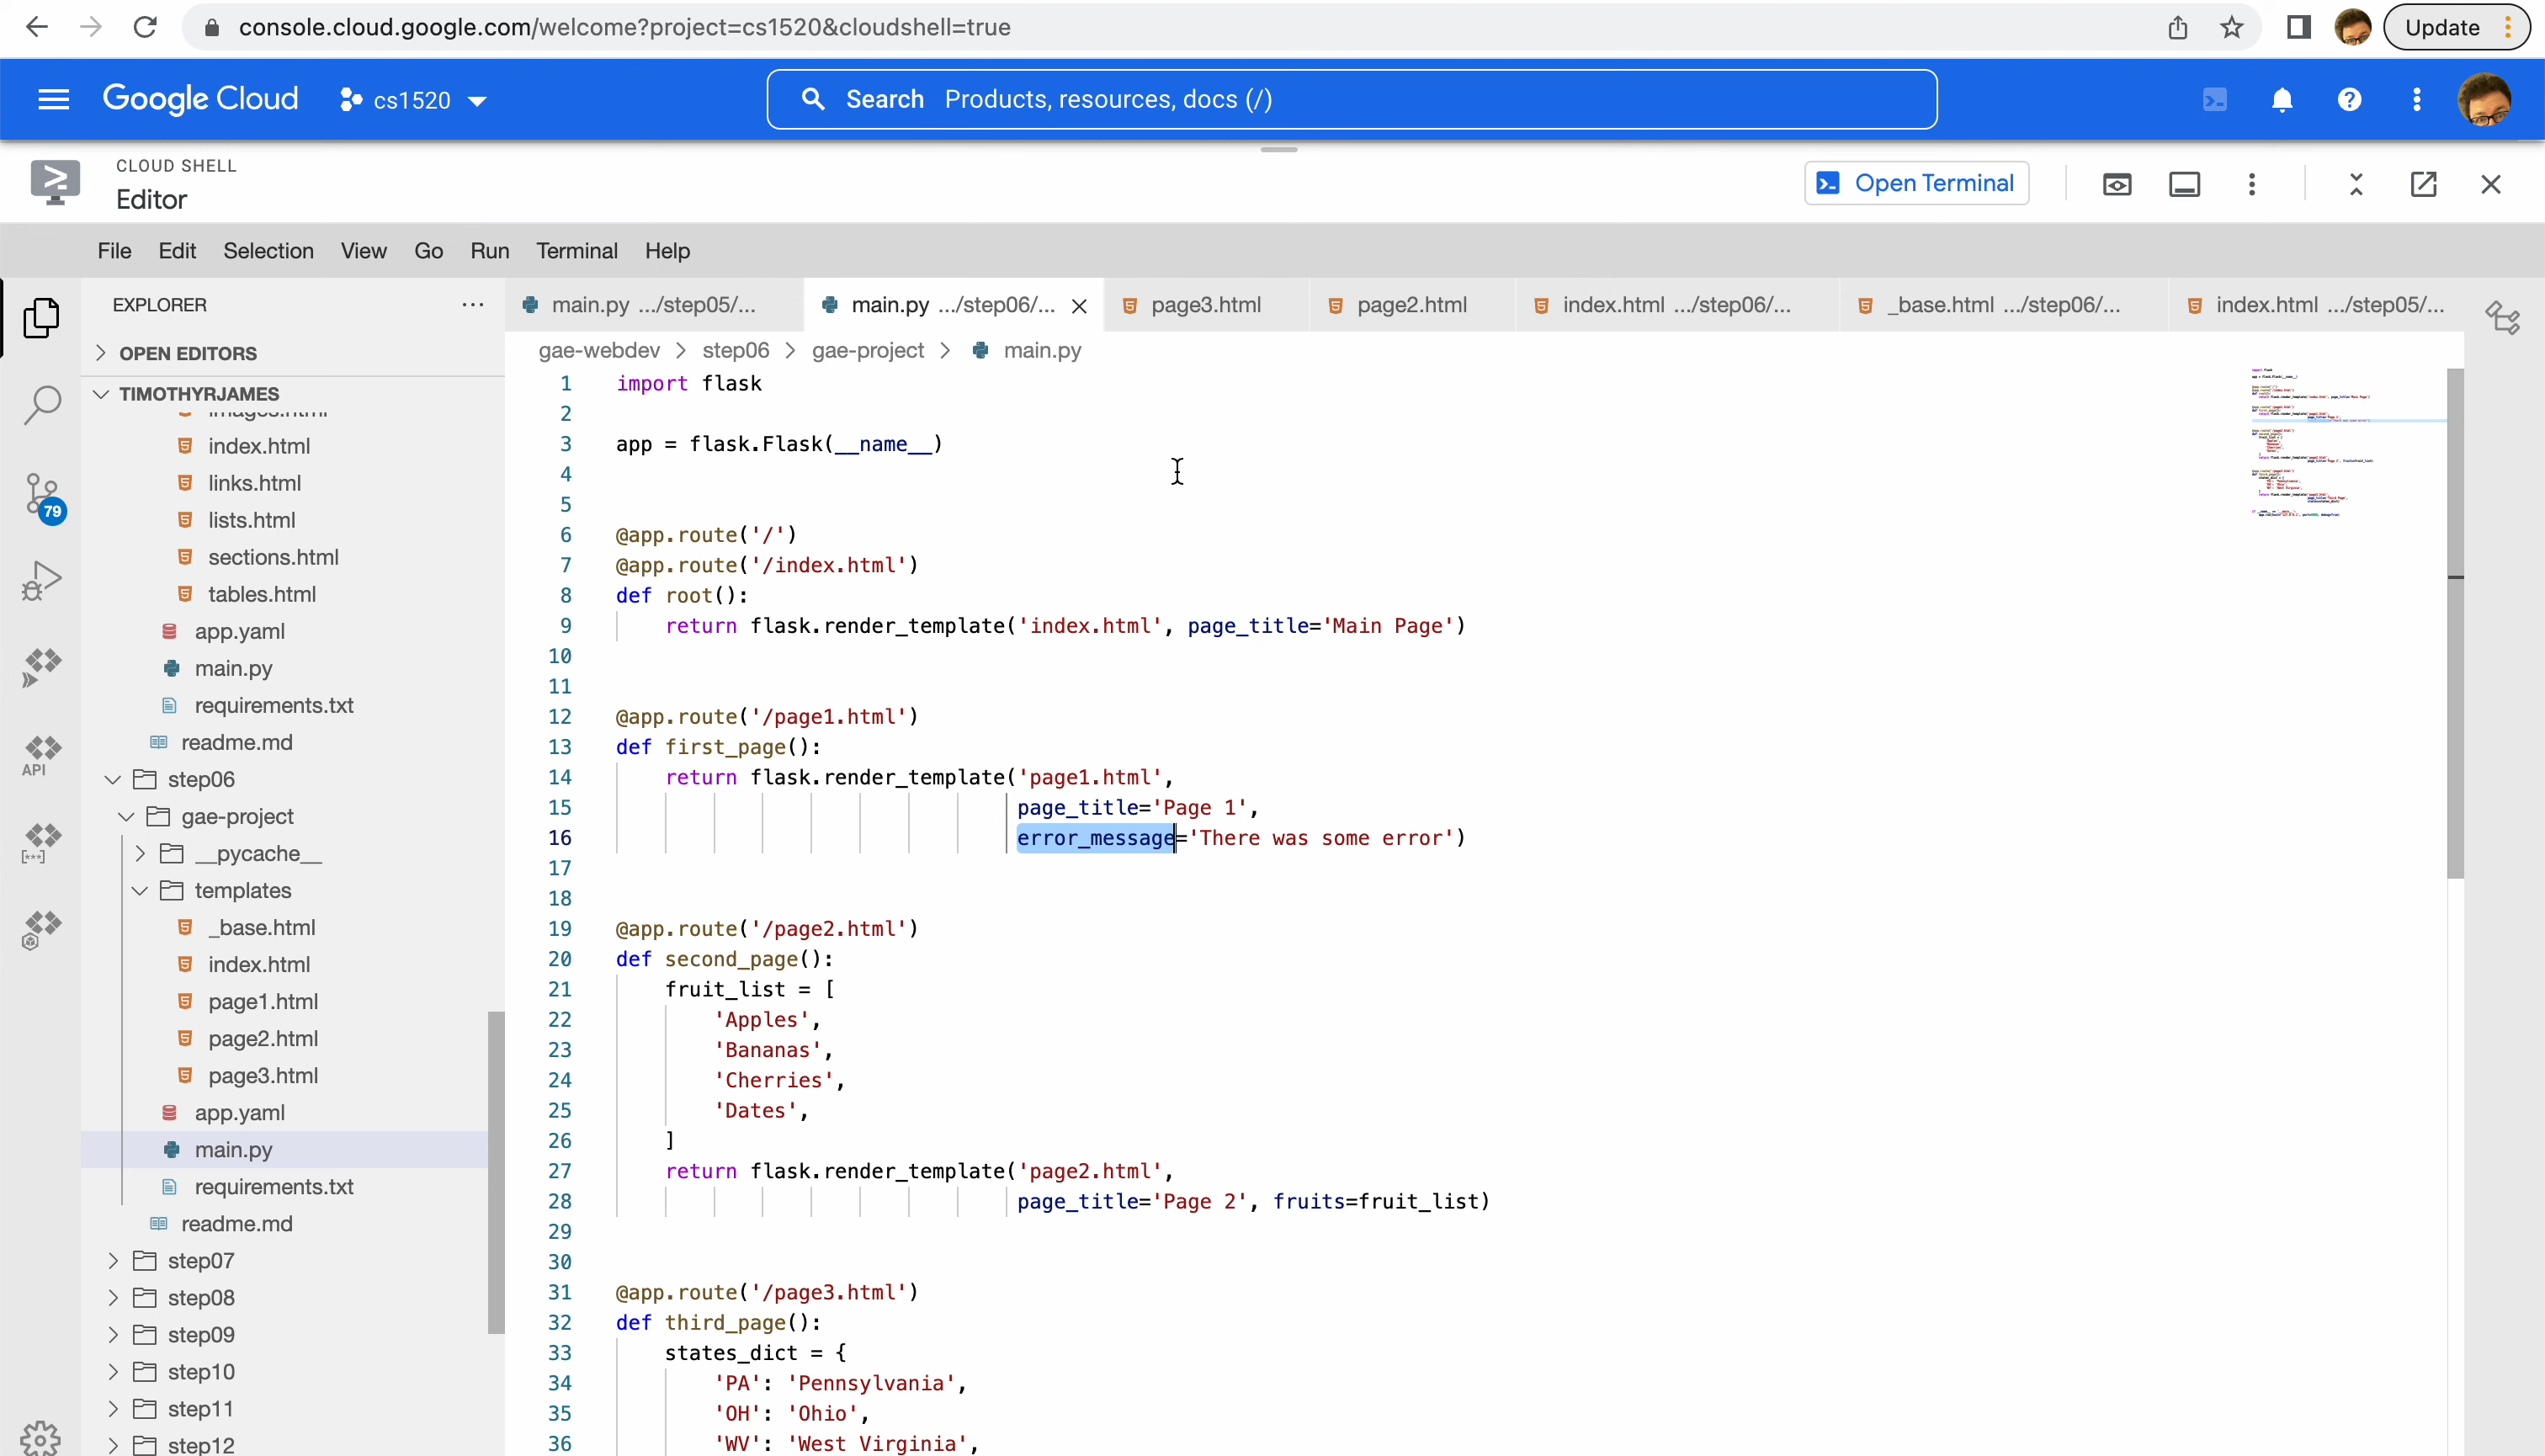 console.cloud.google.com/welcome?project=cs1520&cloudshell=true
Update
Google Cloud
cs1520
Search Products, resources, docs (/)
CLOUD SHELL
Editor
Open Terminal
File Edit Selection View Go Run Terminal Help
EXPLORER
main.py .../step05/...
main.py .../step06/...
page3.html
page2.html
index.html .../step06/...
_base.html .../step06/...
index.html .../step05/...
OPEN EDITORS
TIMOTHYRJAMES
images.html
index.html
links.html
lists.html
sections.html
tables.html
app.yaml
main.py
requirements.txt
readme.md
step06
gae-project
__pycache__
templates
_base.html
index.html
page1.html
page2.html
page3.html
app.yaml
main.py
requirements.txt
readme.md
step07
step08
step09
step10
step11
step12
79
API
[***]
gae-webdev > step06 > gae-project > main.py
1 import flask
2
3 app = flask.Flask(__name__)
4
5
6 @app.route('/')
7 @app.route('/index.html')
8 def root():
9 return flask.render_template('index.html', page_title='Main Page')
10
11
12 @app.route('/page1.html')
13 def first_page():
14 return flask.render_template('page1.html',
15 page_title='Page 1',
16 error_message='There was some error')
17
18
19 @app.route('/page2.html')
20 def second_page():
21 fruit_list = [
22 'Apples',
23 'Bananas',
24 'Cherries',
25 'Dates',
26 ]
27 return flask.render_template('page2.html',
28 page_title='Page 2', fruits=fruit_list)
29
30
31 @app.route('/page3.html')
32 def third_page():
33 states_dict = {
34 'PA': 'Pennsylvania',
35 'OH': 'Ohio',
36 'WV': 'West Virginia',